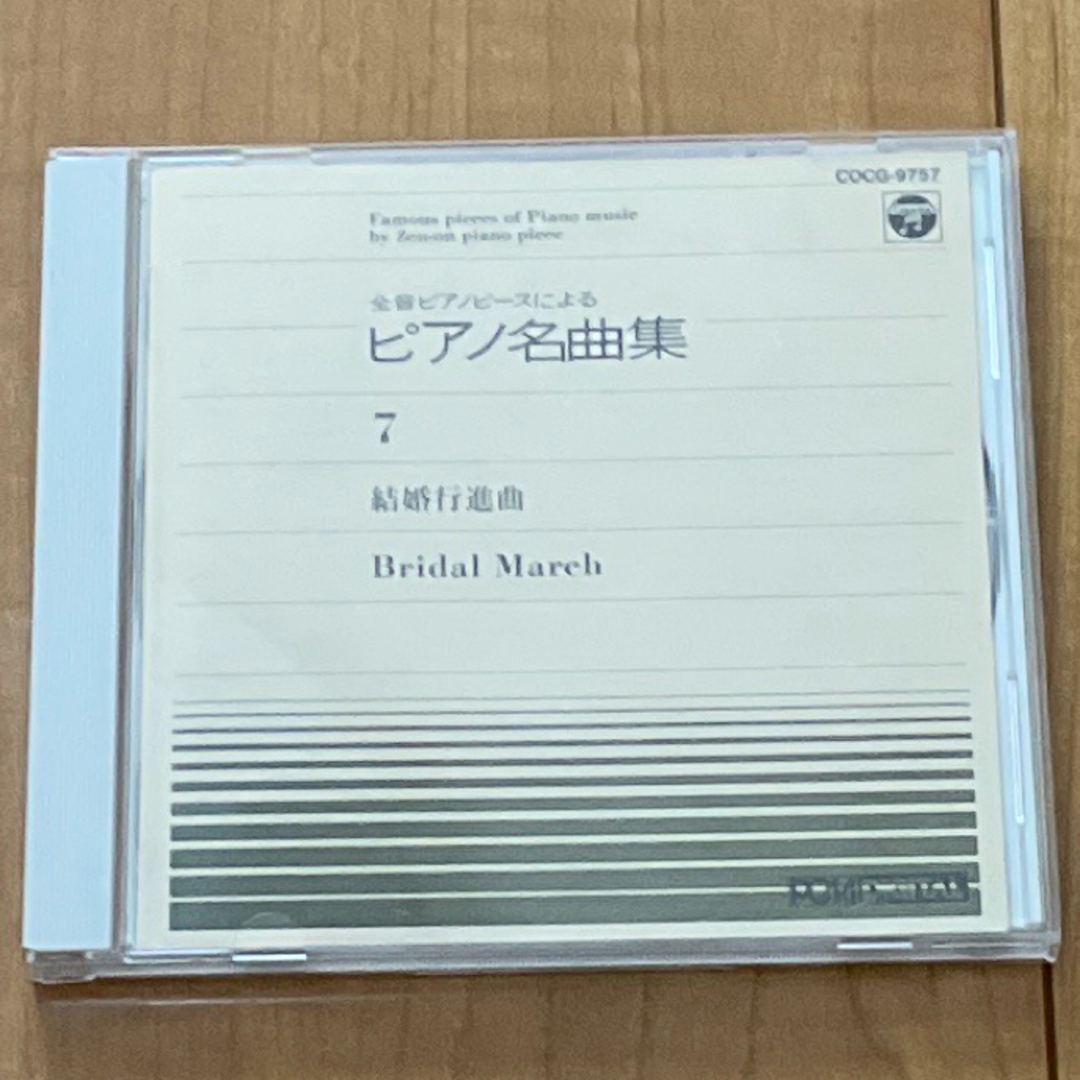 COCG-9757
Famous pieces of Piano music
by Zen-on piano piece
全音ピアノピースによる
ピアノ名曲集
7
結婚行進曲
Bridal March